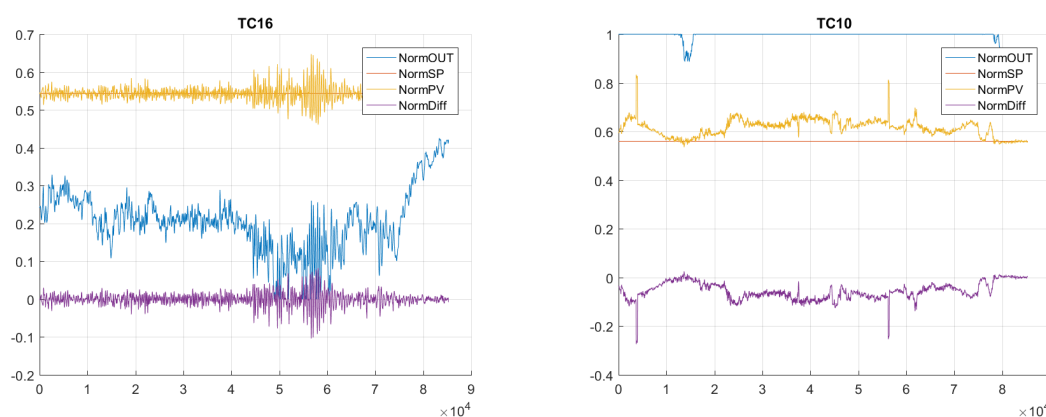 TC16
0.7
0.6
0.5
0.4
0.3
0.2
0.1
0
-0.1
-0.2
0 1 2 3 4 5 6 7 8 9
×10⁴
NormOUT
NormSP
NormPV
NormDiff
TC10
1
0.8
0.6
0.4
0.2
0
-0.2
-0.4
0 1 2 3 4 5 6 7 8
×10⁴
NormOUT
NormSP
NormPV
NormDiff